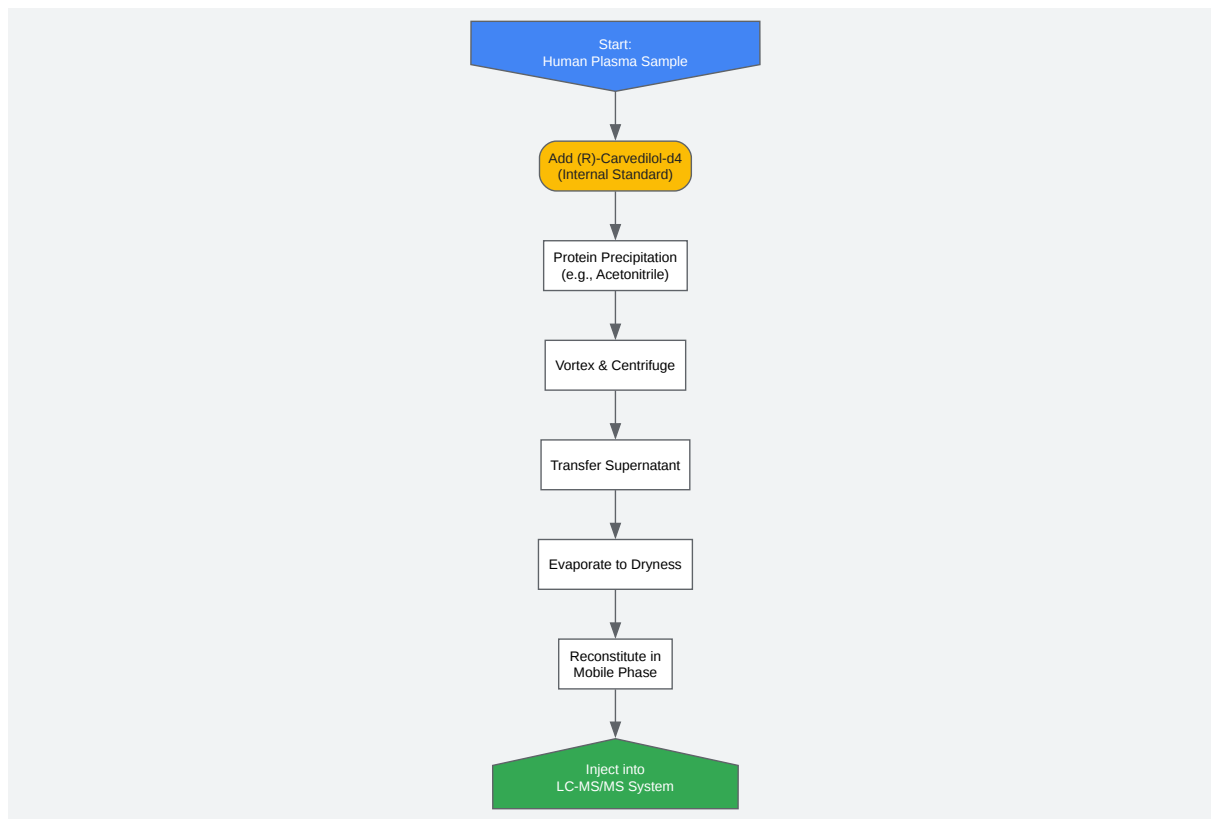 Start:
Human Plasma Sample
Add (R)-Carvedilol-d4
(Internal Standard)
Protein Precipitation
(e.g., Acetonitrile)
Vortex & Centrifuge
Transfer Supernatant
Evaporate to Dryness
Reconstitute in
Mobile Phase
Inject into
LC-MS/MS System